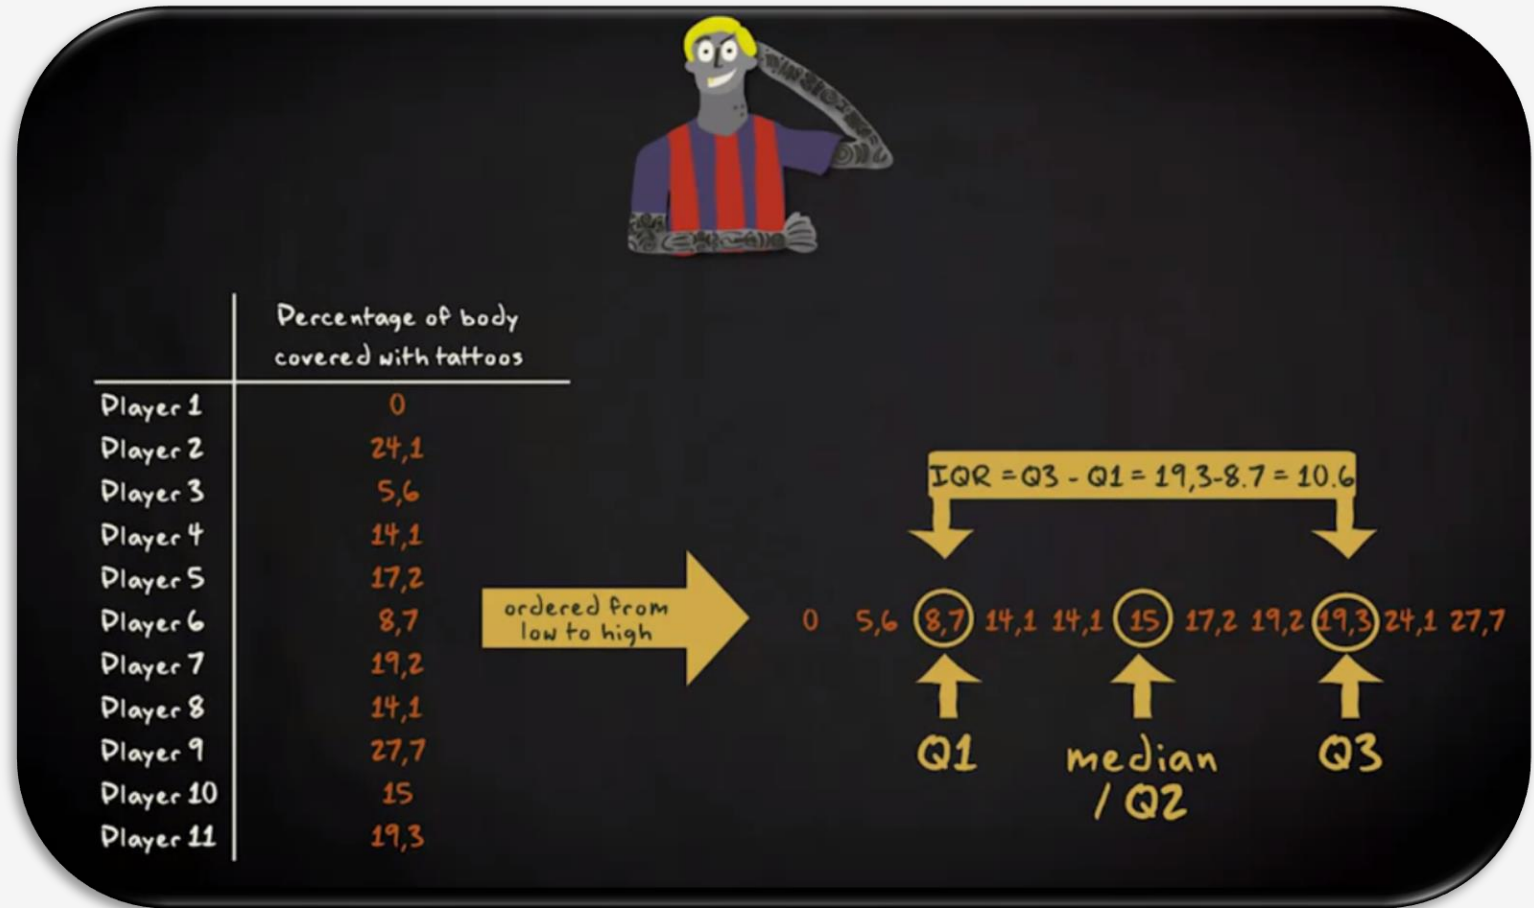 Percentage of body
covered with tattoos
Player 1 0
Player 2 24,1
Player 3 5,6
Player 4 14,1
Player 5 17,2
Player 6 8,7
Player 7 19,2
Player 8 14,1
Player 9 27,7
Player 10 15
Player 11 19,3
ordered from
low to high
IQR = Q3 - Q1 = 19,3-8.7 = 10.6
0 5,6 8,7 14,1 14,1 15 17,2 19,2 19,3 24,1 27,7
Q1 median Q3
/ Q2